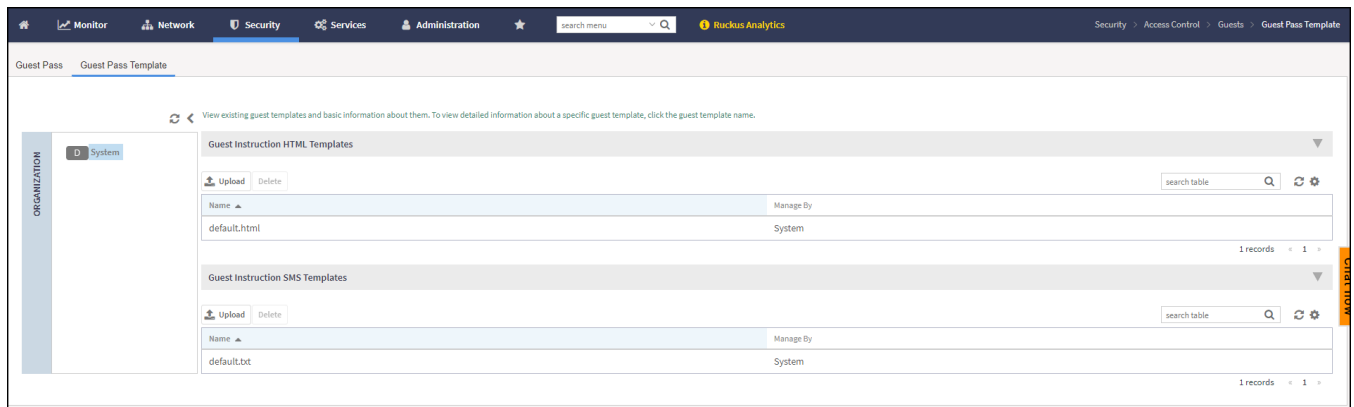 Monitor Network Security Services Administration search menu Ruckus Analytics Security > Access Control > Guests > Guest Pass Template
Guest Pass Guest Pass Template
View existing guest templates and basic information about them. To view detailed information about a specific guest template, click the guest template name.
ORGANIZATION
D System
Guest Instruction HTML Templates
Upload Delete search table
Name Manage By
default.html System
1 records 1
Guest Instruction SMS Templates
Upload Delete search table
Name Manage By
default.txt System
1 records 1
Chat now